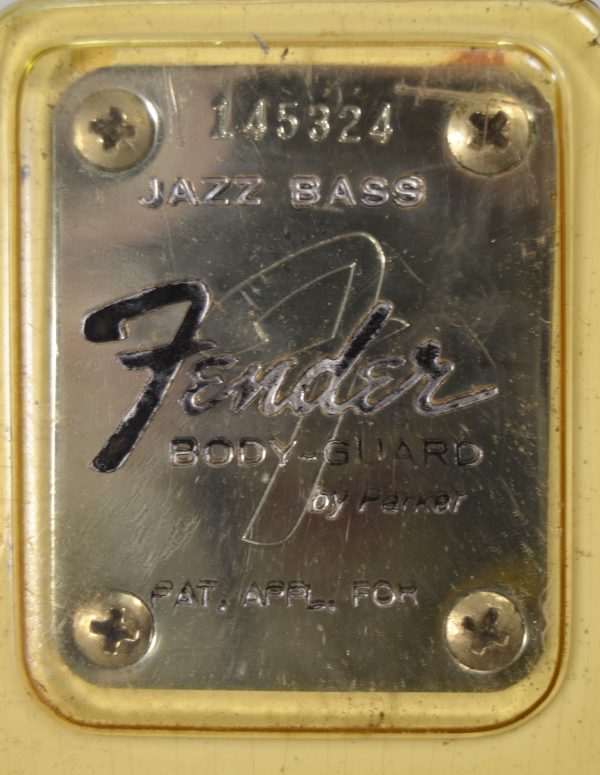 145324
JAZZ BASS
Fender
BODY-GUARD
by Parker
PAT. APPL. FOR